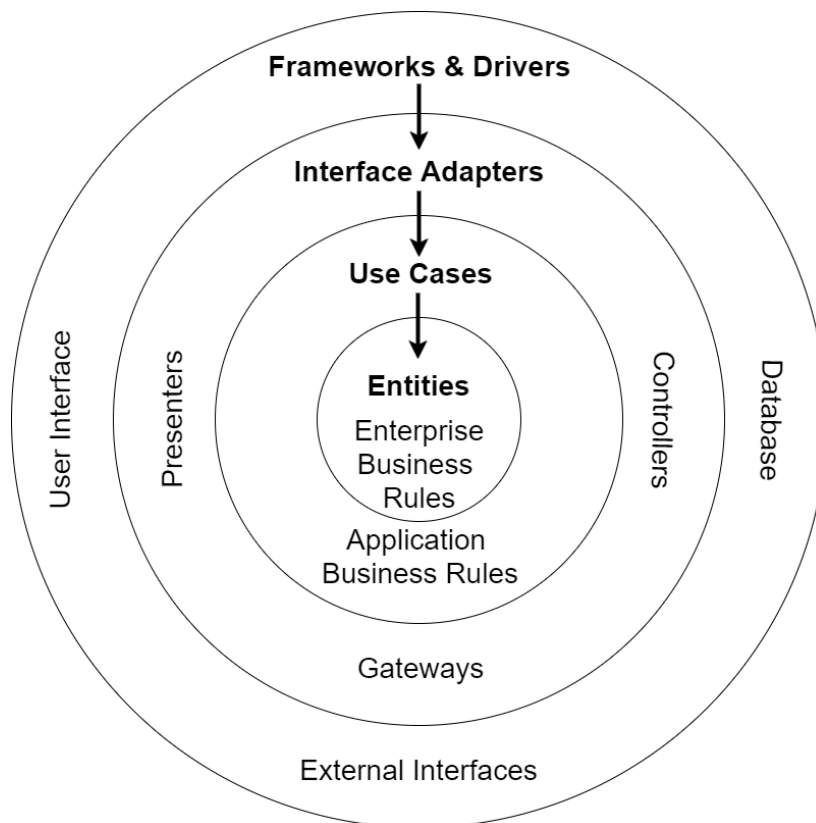 Frameworks & Drivers
Interface Adapters
Use Cases
User Interface
Presenters
Entities
Enterprise
Business
Rules
Controllers
Database
Application
Business Rules
Gateways
External Interfaces